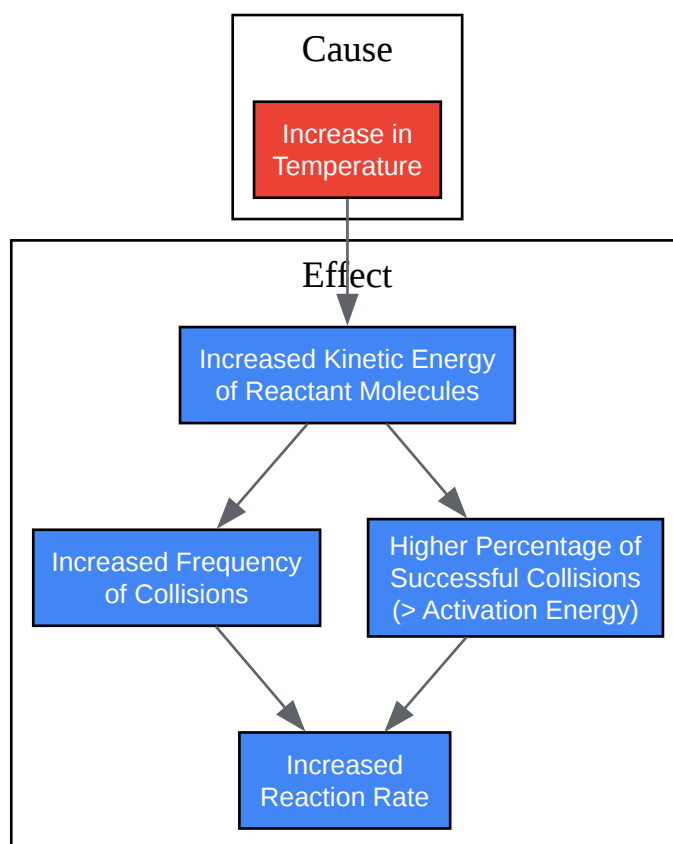 Cause
Increase in
Temperature
Effect
Increased Kinetic Energy
of Reactant Molecules
Increased Frequency
of Collisions
Higher Percentage of
Successful Collisions
(> Activation Energy)
Increased
Reaction Rate